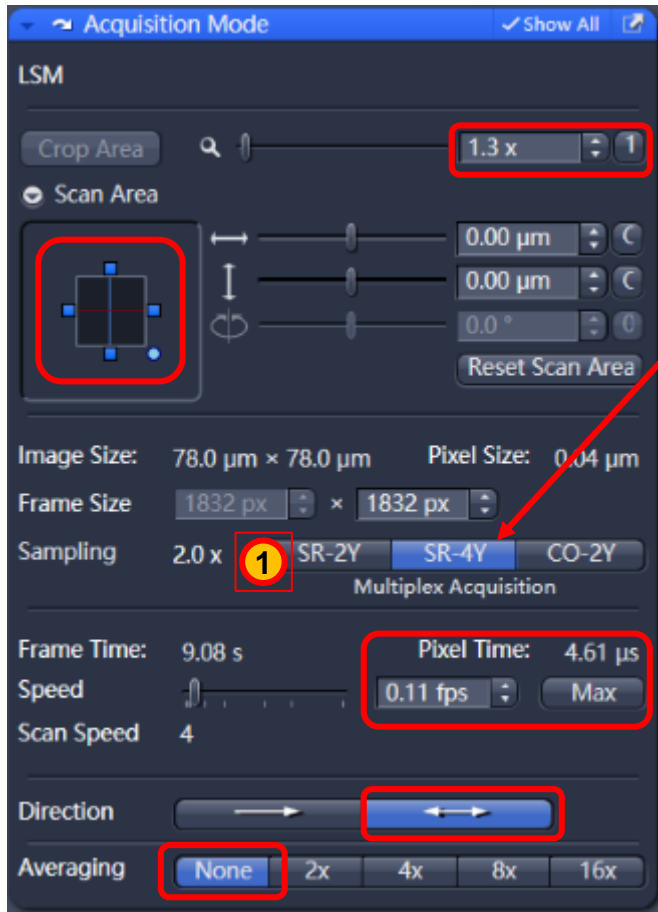 Acquisition Mode Show All
LSM
Crop Area 1.3 x 1
Scan Area
0.00 µm C
0.00 µm C
0.0 ° 0
Reset Scan Area
Image Size: 78.0 µm × 78.0 µm Pixel Size: 0.04 µm
Frame Size 1832 px × 1832 px
Sampling 2.0 x 1 SR-2Y SR-4Y CO-2Y
Multiplex Acquisition
Frame Time: 9.08 s Pixel Time: 4.61 µs
Speed 0.11 fps Max
Scan Speed 4
Direction
Averaging None 2x 4x 8x 16x